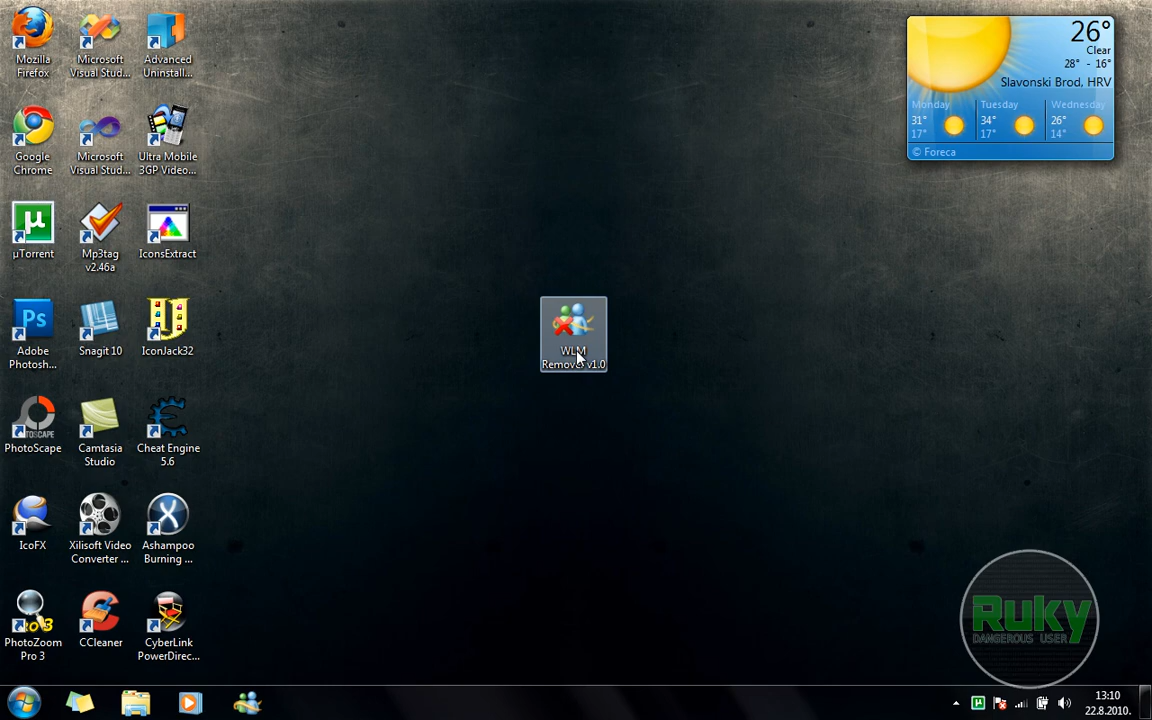 Mozilla
Firefox
Microsoft
Visual Stud...
Advanced
Uninstall...
Google
Chrome
Microsoft
Visual Stud...
Ultra Mobile
3GP Video...
µTorrent
Mp3tag
v2.46a
IconsExtract
Adobe
Photosh...
Snagit 10
IconJack32
PhotoScape
Camtasia
Studio
Cheat Engine
5.6
IcoFX
Xilisoft Video
Converter ...
Ashampoo
Burning ...
PhotoZoom
Pro 3
CCleaner
CyberLink
PowerDirec...
WLM
Remover v1.0
26°
Clear
28° - 16°
Slavonski Brod, HRV
Monday
31°
17°
Tuesday
34°
17°
Wednesday
26°
14°
© Foreca
Ruky
DANGEROUS USER
13:10
22.8.2010.